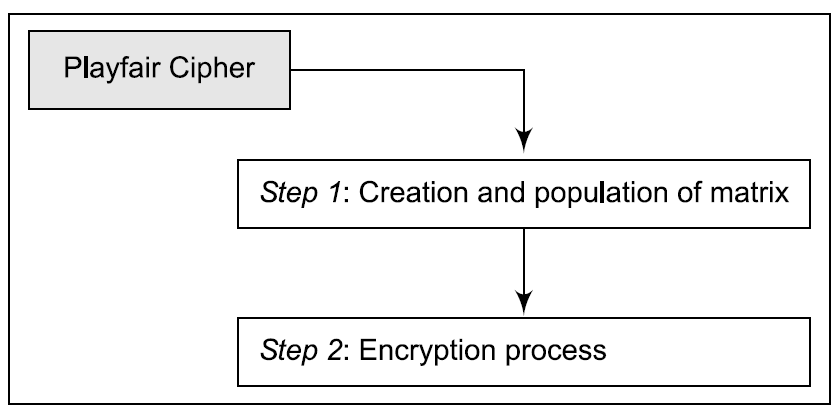 Playfair Cipher
Step 1: Creation and population of matrix
Step 2: Encryption process